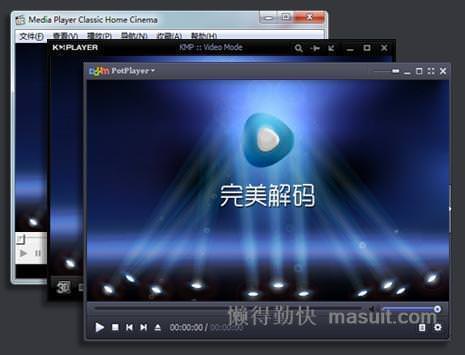 Media Player Classic Home Cinema
文件(F) 查看(V) 播放(P) 导航(N) 收藏(A) 帮助(H)
KMPLAYER KMP :: Video Mode
daum PotPlayer
完美解码
3D
00:00:00 / 00:00:00
懒得勤快 masuit.com